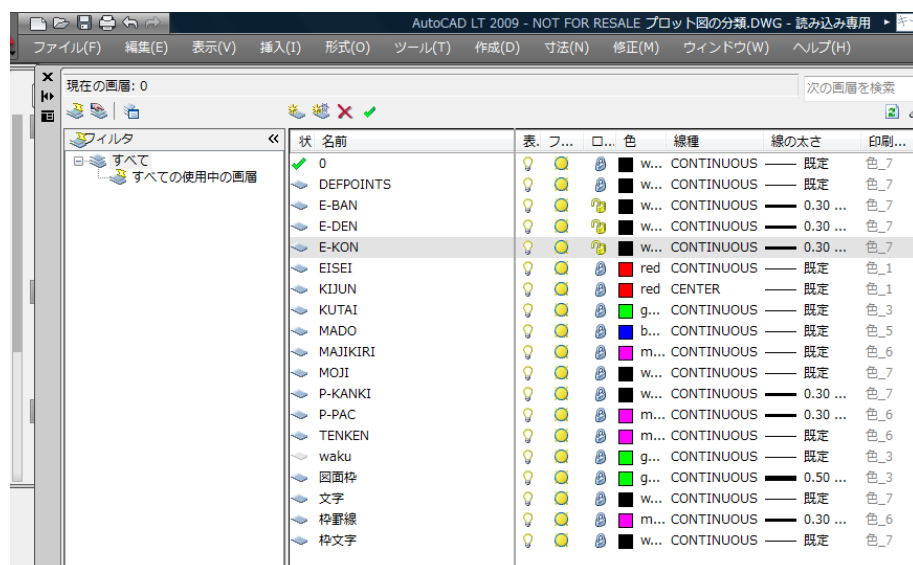 AutoCAD LT 2009 - NOT FOR RESALE プロット図の分類.DWG - 読み込み専用
ファイル(F) 編集(E) 表示(V) 挿入(I) 形式(O) ツール(T) 作成(D) 寸法(N) 修正(M) ウィンドウ(W) ヘルプ(H)
現在の画層: 0 次の画層を検索
フィルタ
すべて
すべての使用中の画層
状 名前 表. フ... ロ... 色 線種 線の太さ 印刷...
0 w... CONTINUOUS 既定 色_7
DEFPOINTS w... CONTINUOUS 既定 色_7
E-BAN w... CONTINUOUS 0.30 ... 色_7
E-DEN w... CONTINUOUS 0.30 ... 色_7
E-KON w... CONTINUOUS 0.30 ... 色_7
EISEI red CONTINUOUS 既定 色_1
KIJUN red CENTER 既定 色_1
KUTAI g... CONTINUOUS 既定 色_3
MADO b... CONTINUOUS 既定 色_5
MAJIKIRI m... CONTINUOUS 既定 色_6
MOJI w... CONTINUOUS 既定 色_7
P-KANKI w... CONTINUOUS 0.30 ... 色_7
P-PAC m... CONTINUOUS 0.30 ... 色_6
TENKEN m... CONTINUOUS 既定 色_6
waku g... CONTINUOUS 既定 色_3
図面枠 g... CONTINUOUS 0.50 ... 色_3
文字 w... CONTINUOUS 既定 色_7
枠罫線 m... CONTINUOUS 0.30 ... 色_6
枠文字 w... CONTINUOUS 既定 色_7